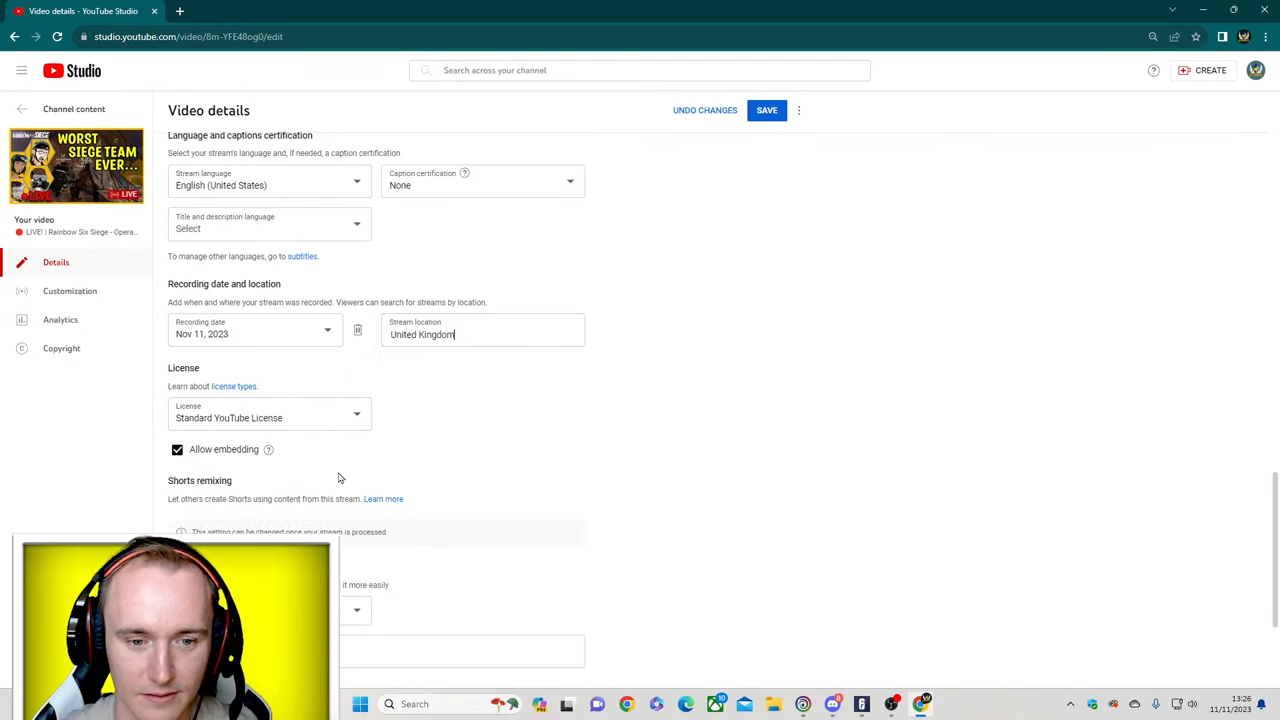 Video details - YouTube Studio
studio.youtube.com/video/8m-YFE48og0/edit
Studio
Search across your channel
CREATE
Channel content
Video details
UNDO CHANGES
SAVE
RAINBOW SIX SIEGE
WORST
SIEGE TEAM
EVER...
LIVE
LIVE
Your video
LIVE! | Rainbow Six Siege - Opera...
Details
Customization
Analytics
Copyright
Language and captions certification
Select your stream's language and, if needed, a caption certification
Stream language
English (United States)
Caption certification
None
Title and description language
Select
To manage other languages, go to subtitles.
Recording date and location
Add when and where your stream was recorded. Viewers can search for streams by location.
Recording date
Nov 11, 2023
Stream location
United Kingdom
License
Learn about license types.
License
Standard YouTube License
Allow embedding
Shorts remixing
Let others create Shorts using content from this stream. Learn more
This setting can be changed once your stream is processed
it more easily
Search
10
8
13:26
11/11/2023